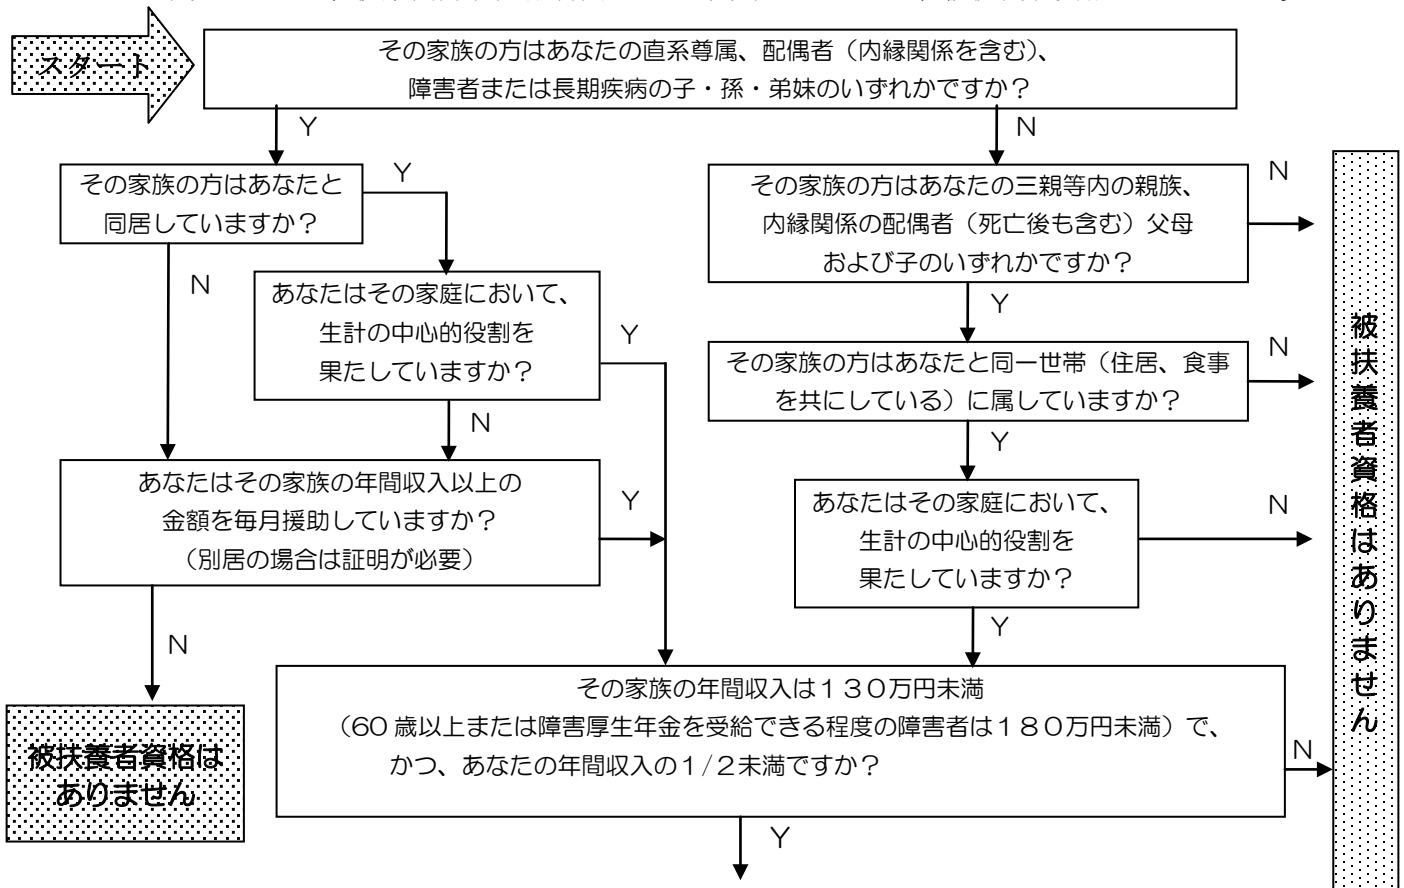 スタート
その家族の方はあなたの直系尊属、配偶者（内縁関係を含む）、
障害者または長期疾病の子・孫・弟妹のいずれかですか？
Y
N
その家族の方はあなたと
同居していますか？
Y
N
その家族の方はあなたの三親等内の親族、
内縁関係の配偶者（死亡後も含む）父母
および子のいずれかですか？
N
Y
あなたはその家庭において、
生計の中心的役割を
果たしていますか？
Y
N
その家族の方はあなたと同一世帯（住居、食事
を共にしている）に属していますか？
N
Y
あなたはその家族の年間収入以上の
金額を毎月援助していますか？
（別居の場合は証明が必要）
Y
N
あなたはその家庭において、
生計の中心的役割を
果たしていますか？
N
Y
被扶養者資格は
ありません
その家族の年間収入は１３０万円未満
（60歳以上または障害厚生年金を受給できる程度の障害者は１８０万円未満）で、
かつ、あなたの年間収入の１/２未満ですか？
N
Y
被扶養者資格はありません